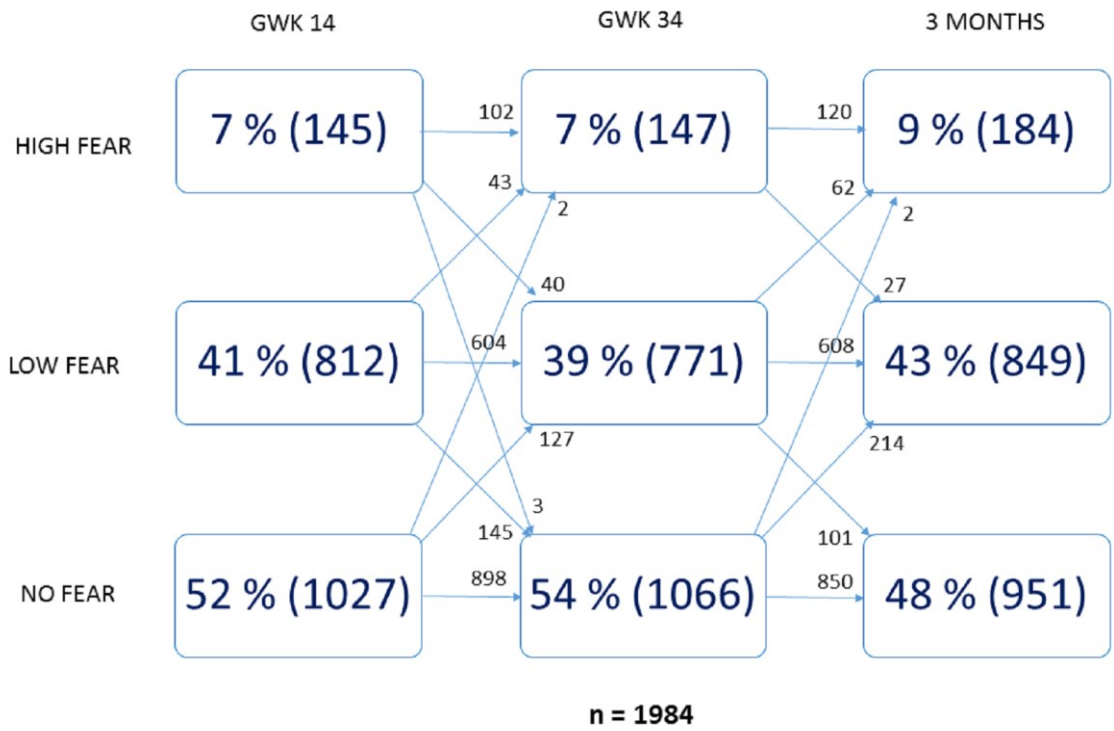 GWK 14 GWK 34 3 MONTHS
102 120
HIGH FEAR 7 % (145) 7 % (147) 9 % (184)
43 62
2 2
40 27
604 608
LOW FEAR 41 % (812) 39 % (771) 43 % (849)
127 214
3
145 101
898 850
NO FEAR 52 % (1027) 54 % (1066) 48 % (951)
n = 1984